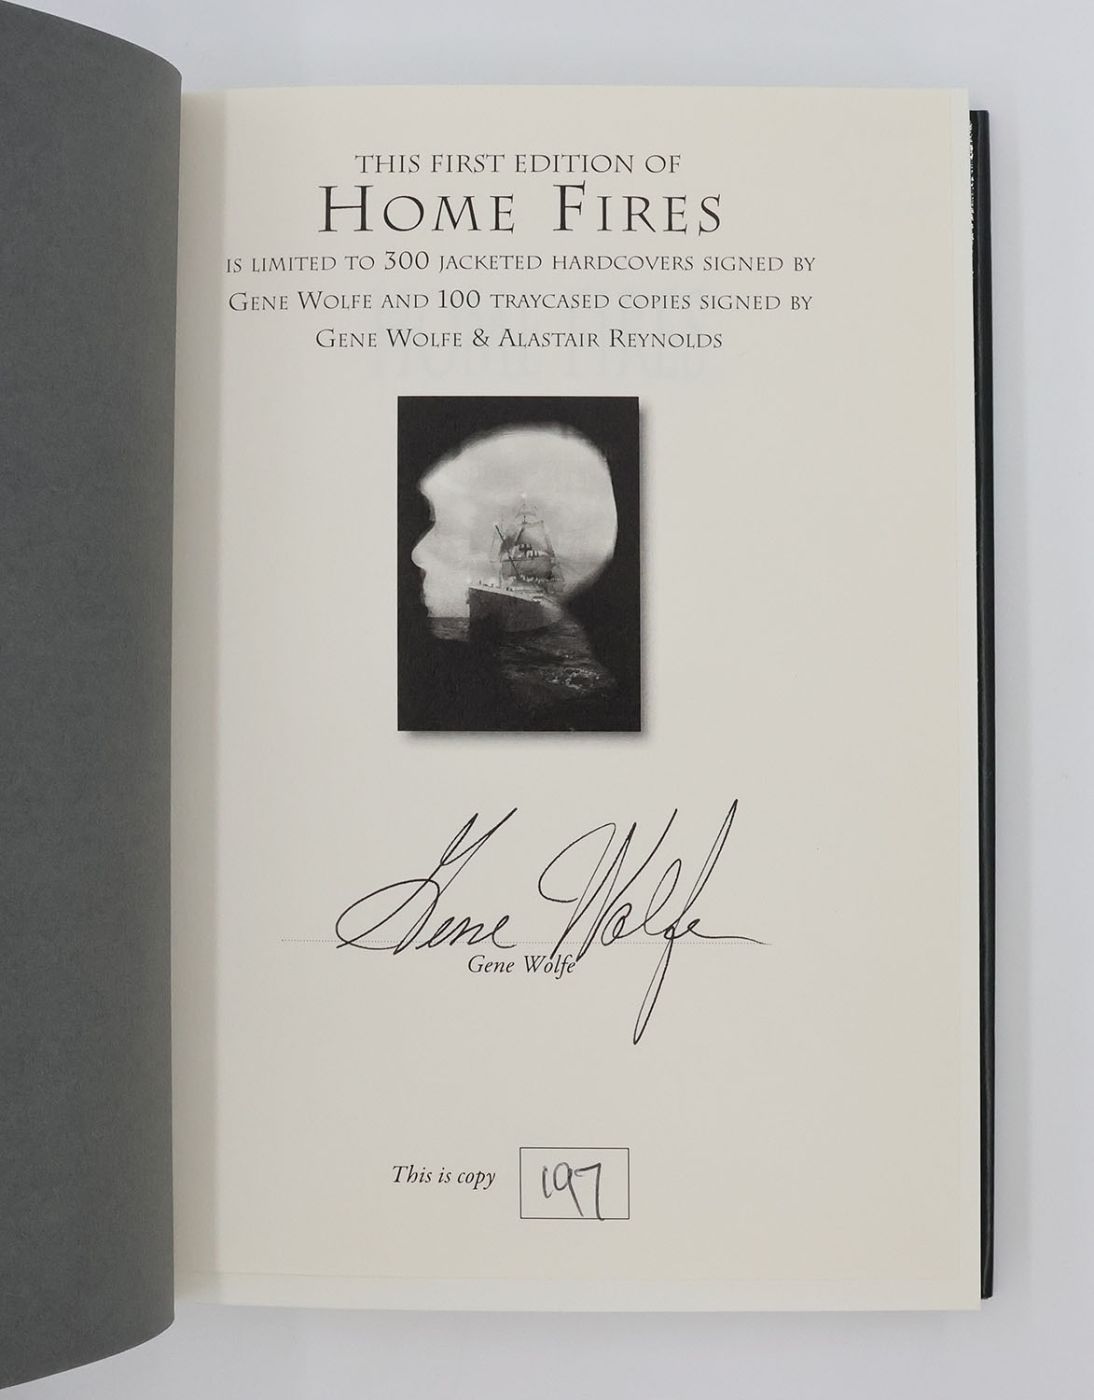 THIS FIRST EDITION OF
HOME FIRES
IS LIMITED TO 300 JACKETED HARDCOVERS SIGNED BY
GENE WOLFE AND 100 TRAYCASED COPIES SIGNED BY
GENE WOLFE & ALASTAIR REYNOLDS
Gene Wolfe
Gene Wolfe
This is copy 197